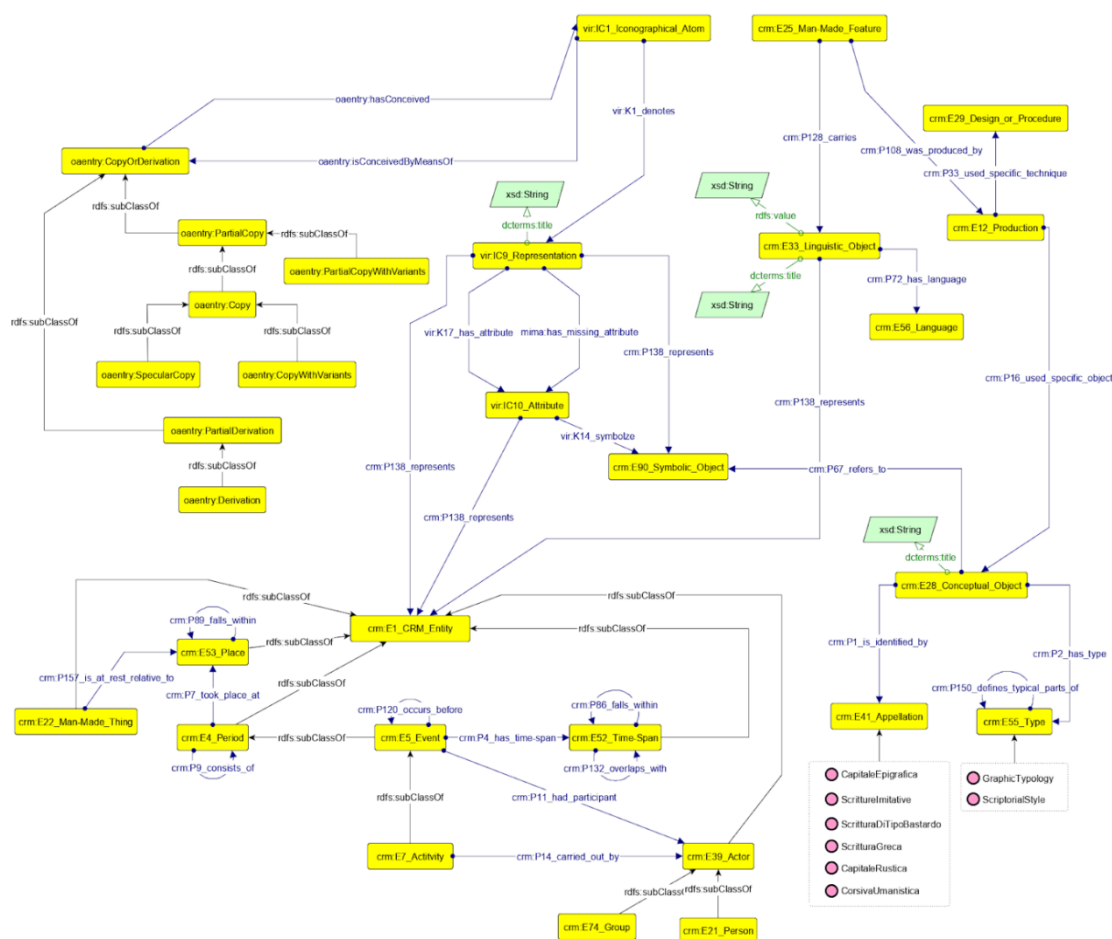 vir:IC1_Iconographical_Atom
crm:E25_Man-Made_Feature
oaentry:hasConceived
vir:K1_denotes
crm:E29_Design_or_Procedure
crm:P128_carries
crm:P108_was_produced_by
oaentry:CopyOrDerivation
oaentry:isConceivedByMeansOf
crm:P33_used_specific_technique
xsd:String
xsd:String
rdfs:subClassOf
dcterms:title
rdfs:value
oaentry:PartialCopy
rdfs:subClassOf
crm:E12_Production
vir:IC9_Representation
crm:E33_Linguistic_Object
oaentry:PartialCopyWithVariants
dcterms:title
rdfs:subClassOf
crm:P72_has_language
oaentry:Copy
xsd:String
rdfs:subClassOf
rdfs:subClassOf
rdfs:subClassOf
vir:K17_has_attribute
mima:has_missing_attribute
crm:E56_Language
crm:P138_represents
oaentry:SpecularCopy
oaentry:CopyWithVariants
crm:P16_used_specific_object
crm:P138_represents
vir:IC10_Attribute
oaentry:PartialDerivation
vir:K14_symbolze
rdfs:subClassOf
crm:P138_represents
crm:E90_Symbolic_Object
crm:P67_refers_to
oaentry:Derivation
crm:P138_represents
xsd:String
dcterms:title
crm:E28_Conceptual_Object
rdfs:subClassOf
rdfs:subClassOf
crm:P89_falls_within
crm:E1_CRM_Entity
rdfs:subClassOf
rdfs:subClassOf
crm:P1_is_identified_by
crm:E53_Place
crm:P2_has_type
crm:P157_is_at_rest_relative_to
rdfs:subClassOf
crm:P7_took_place_at
crm:P150_defines_typical_parts_of
crm:P120_occurs_before
crm:P86_falls_within
crm:E22_Man-Made_Thing
crm:E41_Appellation
crm:E55_Type
crm:E4_Period
rdfs:subClassOf
crm:E5_Event
crm:P4_has_time-span
crm:E52_Time-Span
crm:P9_consists_of
crm:P132_overlaps_with
CapitaleEpigrafica
GraphicTypology
crm:P11_had_participant
ScrittureImitative
ScriptorialStyle
rdfs:subClassOf
ScritturaDiTipoBastardo
ScritturaGreca
crm:E7_Actitvity
crm:P14_carried_out_by
crm:E39_Actor
CapitaleRustica
rdfs:subClassOf
rdfs:subClassOf
CorsivaUmanistica
crm:E74_Group
crm:E21_Person